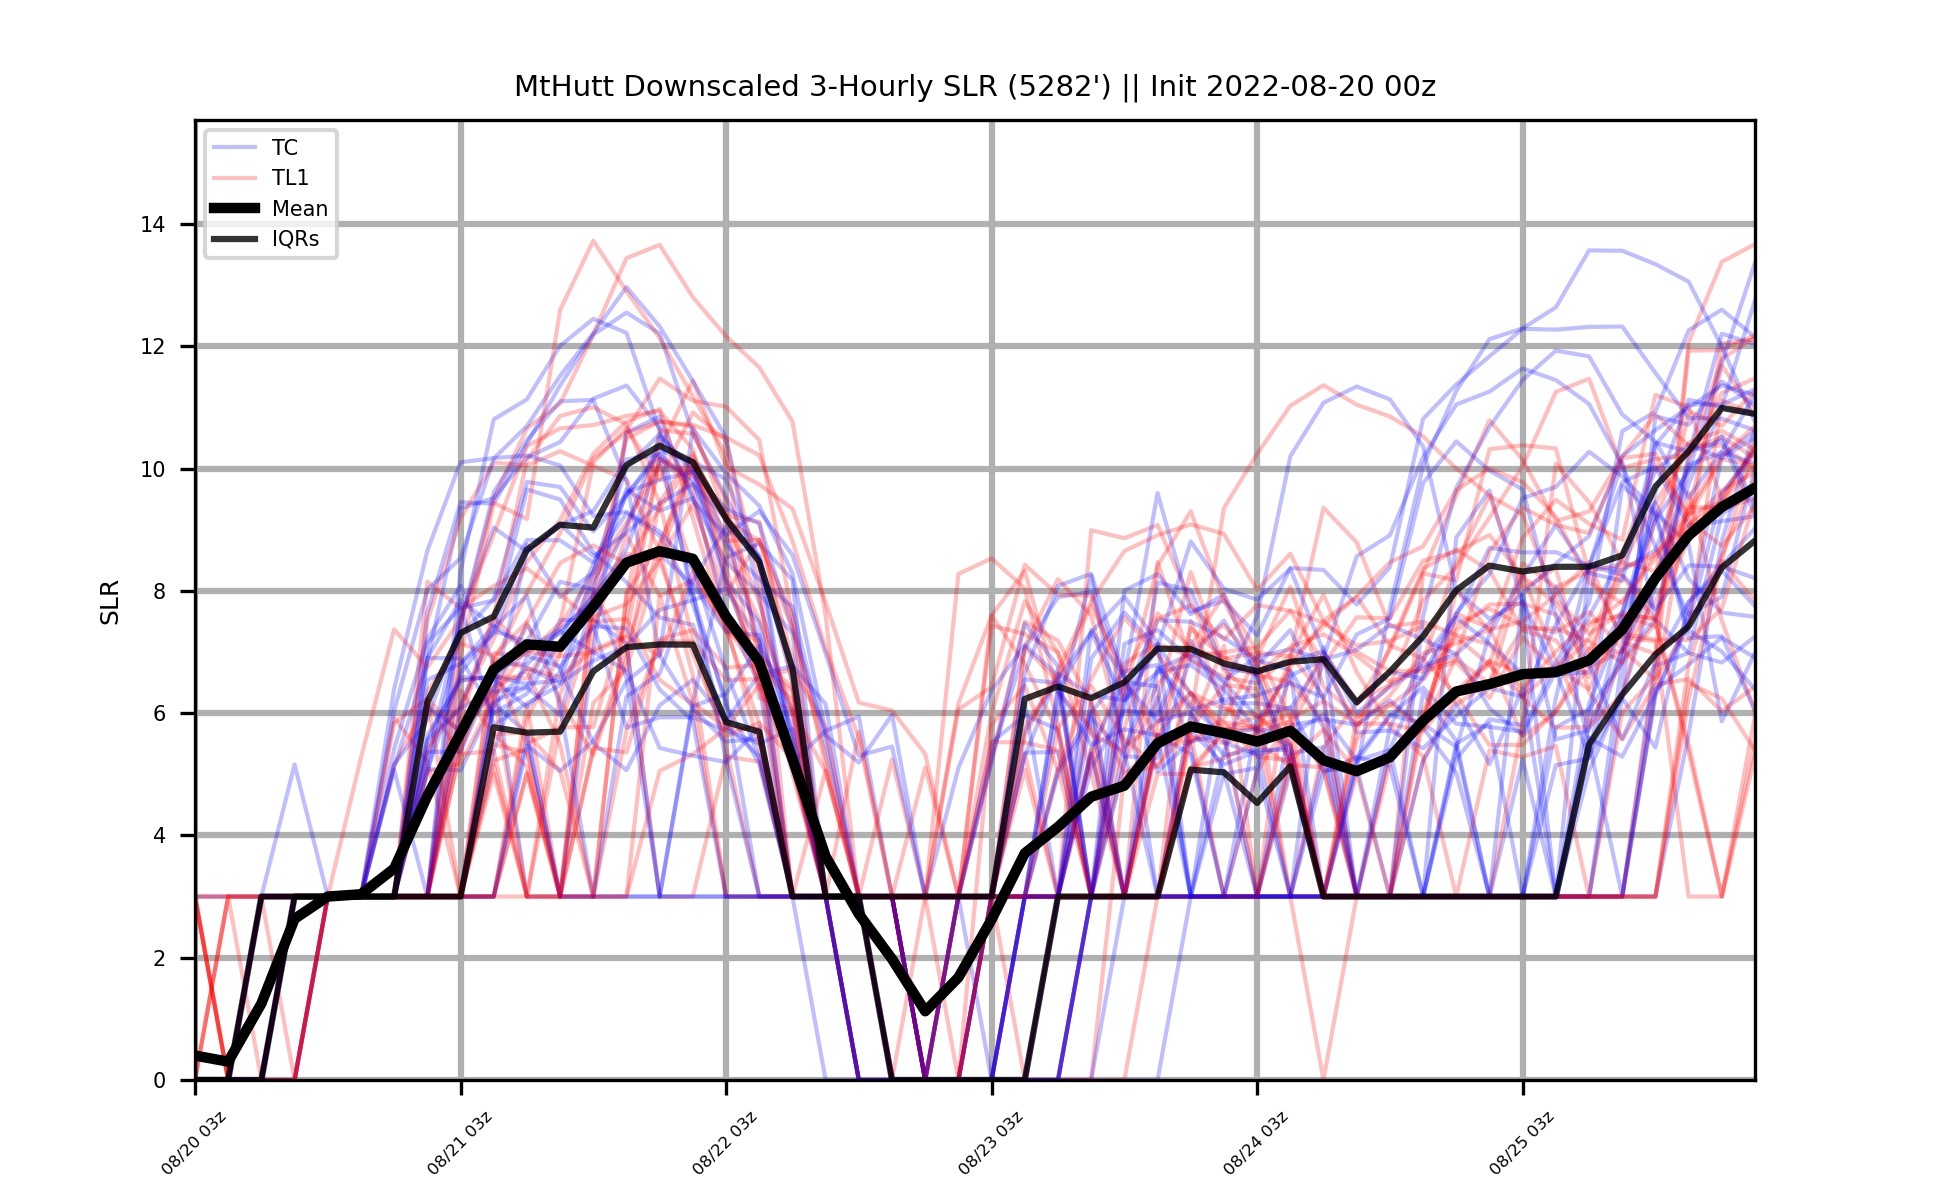 MtHutt Downscaled 3-Hourly SLR (5282') || Init 2022-08-20 00z
TC
TL1
Mean
IQRs
14
12
10
8
6
4
2
0
SLR
08/20 03z
08/21 03z
08/22 03z
08/23 03z
08/24 03z
08/25 03z